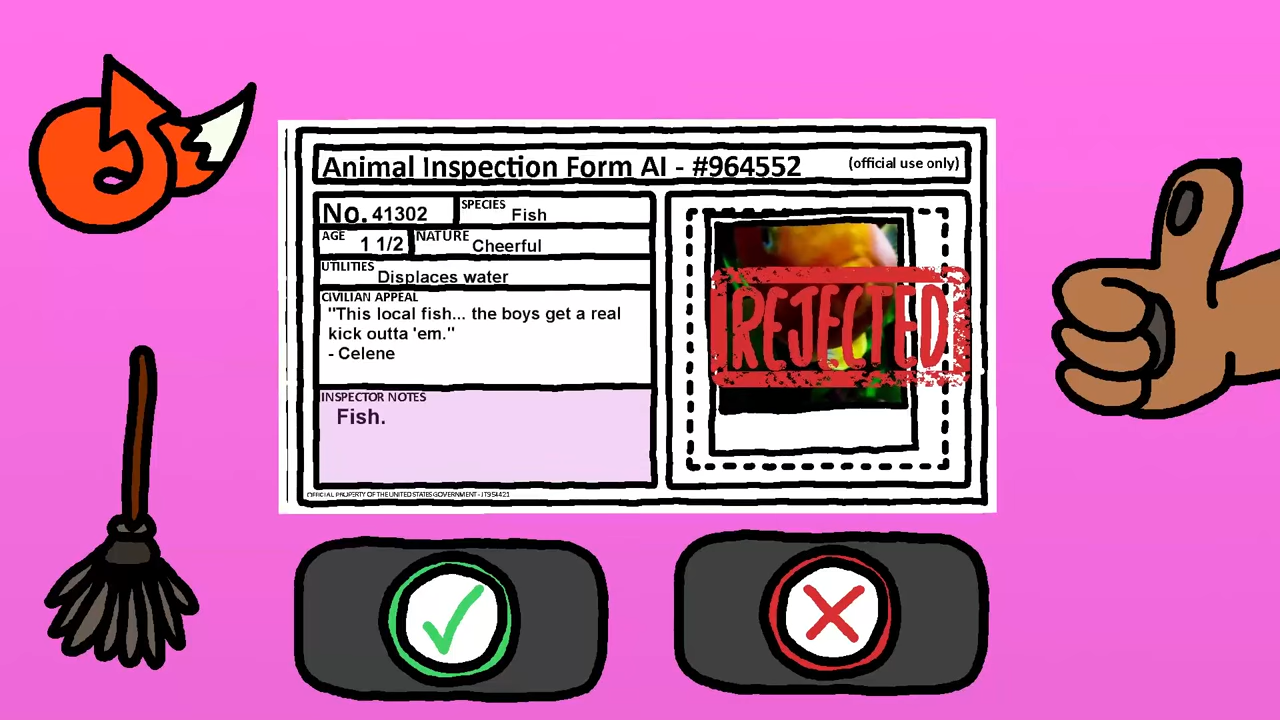 Animal Inspection Form AI - #964552
(official use only)
No. 41302
SPECIES Fish
AGE 1 1/2
NATURE Cheerful
UTILITIES Displaces water
CIVILIAN APPEAL
"This local fish... the boys get a real
kick outta 'em."
- Celene
INSPECTOR NOTES
Fish.
OFFICIAL PROPERTY OF THE UNITED STATES GOVERNMENT - JT954421
REJECTED